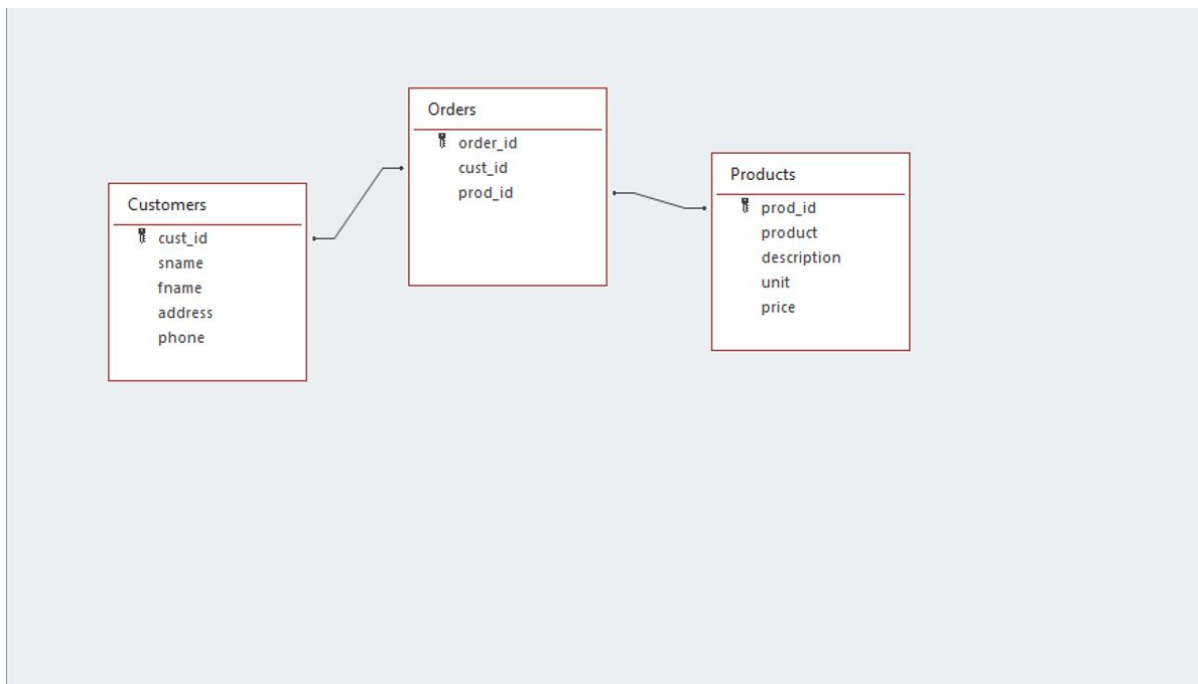 Customers
cust_id
sname
fname
address
phone
Orders
order_id
cust_id
prod_id
Products
prod_id
product
description
unit
price